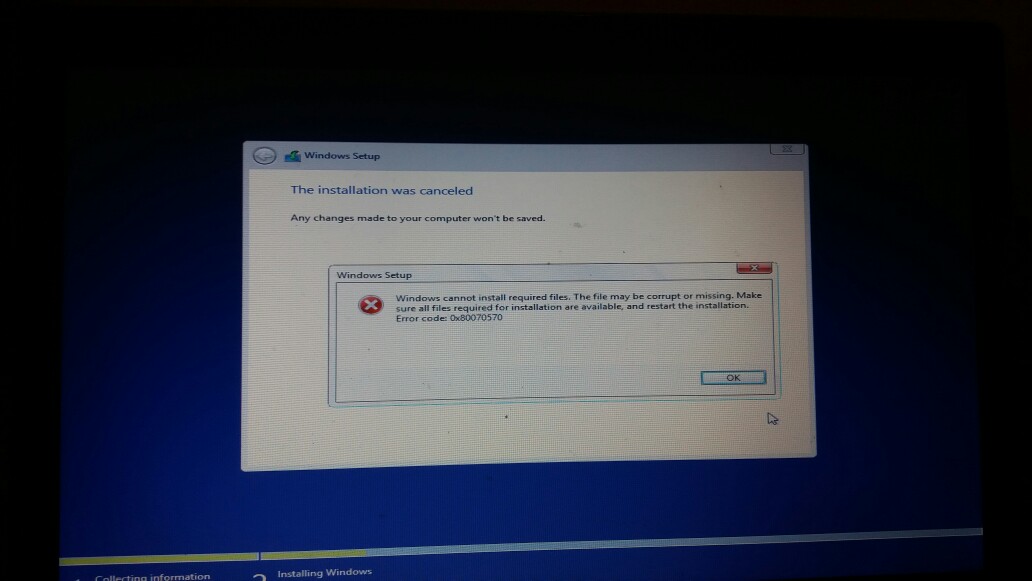 Windows Setup
The installation was canceled
Any changes made to your computer won't be saved.
Windows Setup
Windows cannot install required files. The file may be corrupt or missing. Make
sure all files required for installation are available, and restart the installation.
Error code: 0x80070570
OK
Collecting information
2 Installing Windows